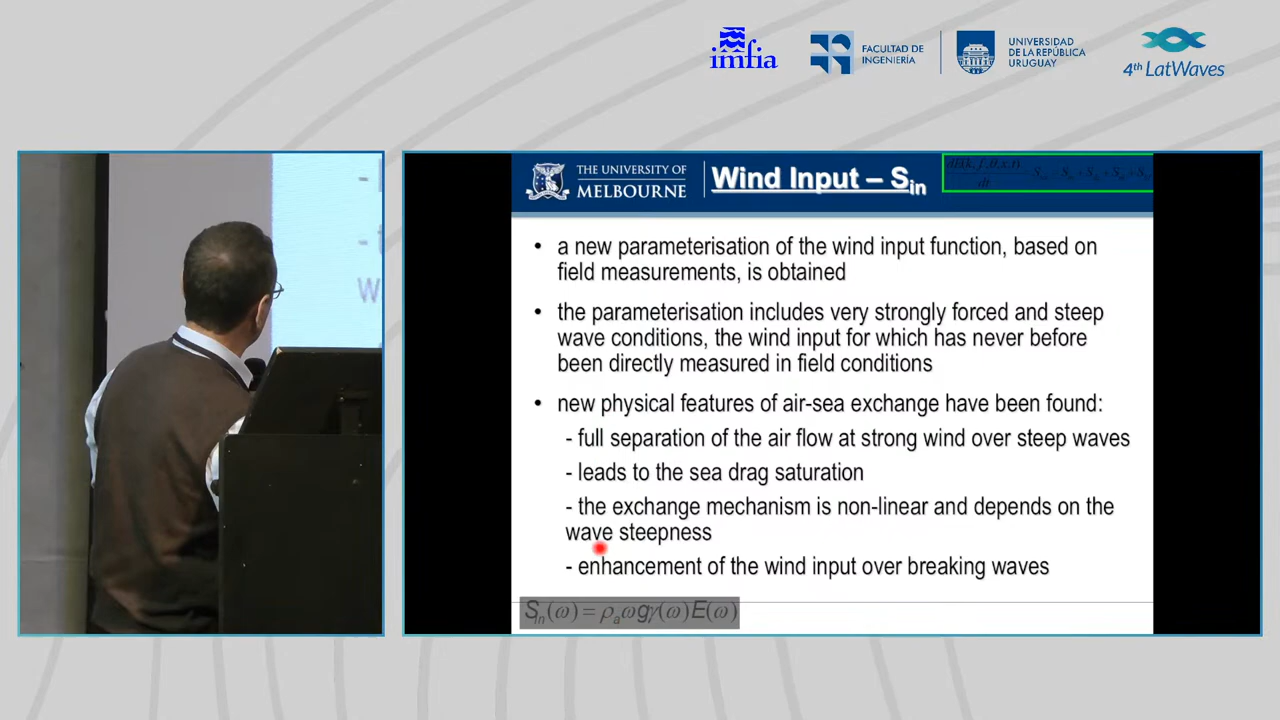 imfia
FACULTAD DE
INGENIERÍA
UNIVERSIDAD
DE LA REPÚBLICA
URUGUAY
4th LatWaves
THE UNIVERSITY OF
MELBOURNE
Wind Input – Sin
• a new parameterisation of the wind input function, based on
field measurements, is obtained
• the parameterisation includes very strongly forced and steep
wave conditions, the wind input for which has never before
been directly measured in field conditions
• new physical features of air-sea exchange have been found:
- full separation of the air flow at strong wind over steep waves
- leads to the sea drag saturation
- the exchange mechanism is non-linear and depends on the
wave steepness
- enhancement of the wind input over breaking waves
S_in(ω) = ρ_a ω g γ(ω) E(ω)